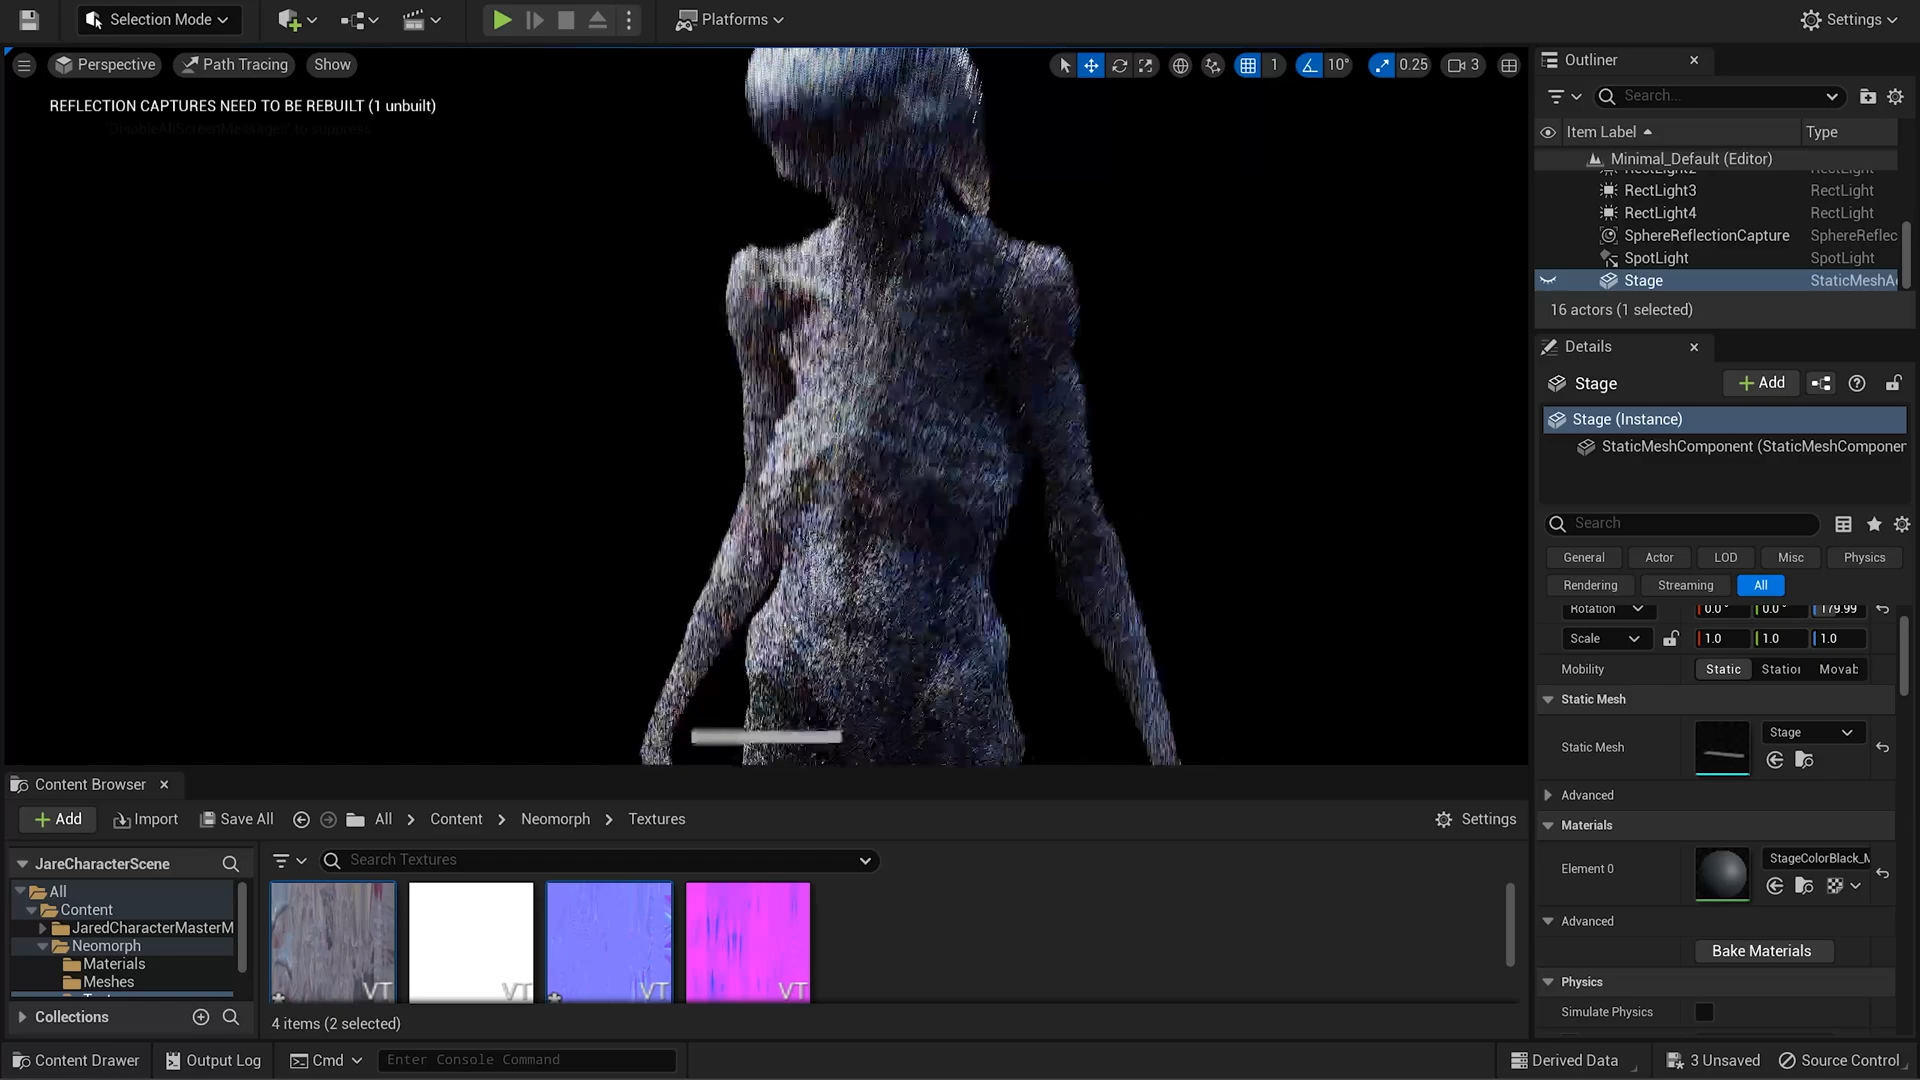 Selection Mode
Platforms
Settings
Perspective
Path Tracing
Show
1
10°
0.25
3
REFLECTION CAPTURES NEED TO BE REBUILT (1 unbuilt)
'DisableAllScreenMessages' to suppress
Outliner
Search...
Item Label
Type
Minimal_Default (Editor)
RectLight2
RectLight
RectLight3
RectLight
RectLight4
RectLight
SphereReflectionCapture
SphereReflec
SpotLight
SpotLight
Stage
StaticMeshA
16 actors (1 selected)
Details
Stage
Add
Stage (Instance)
StaticMeshComponent (StaticMeshComponer
Search
General
Actor
LOD
Misc
Physics
Rendering
Streaming
All
Rotation
0.0°
0.0°
179.99
Scale
1.0
1.0
1.0
Mobility
Static
Station
Movab
Static Mesh
Static Mesh
Stage
Advanced
Materials
Element 0
StageColorBlack_M
Advanced
Bake Materials
Physics
Simulate Physics
Content Browser
Add
Import
Save All
All
Content
Neomorph
Textures
Settings
JareCharacterScene
Search Textures
All
Content
JaredCharacterMasterM
Neomorph
Materials
Meshes
Collections
VT
VT
VT
VT
4 items (2 selected)
Content Drawer
Output Log
Cmd
Enter Console Command
Derived Data
3 Unsaved
Source Control